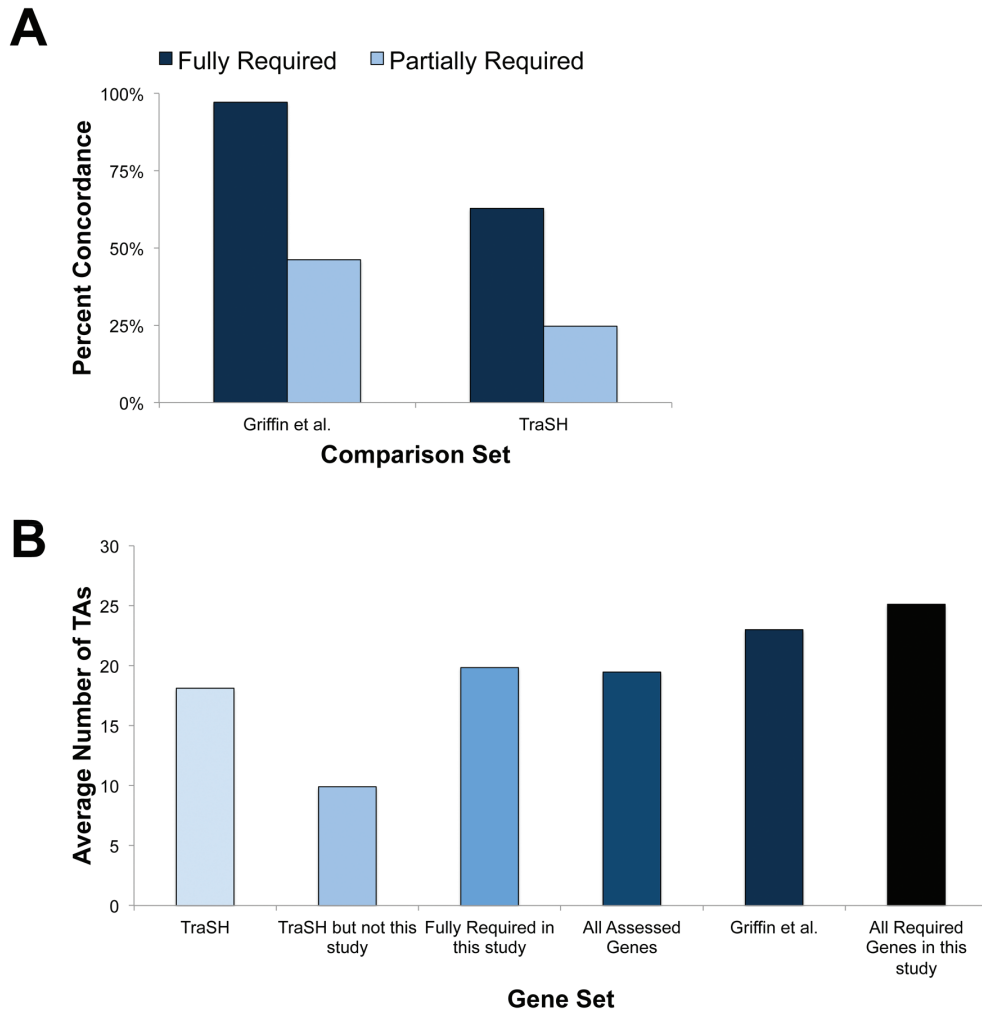 A
Fully Required
Partially Required
Percent Concordance
100%
75%
50%
25%
0%
Griffin et al.
TraSH
Comparison Set
B
Average Number of TAs
30
25
20
15
10
5
0
TraSH
TraSH but not this
study
Fully Required in
this study
All Assessed
Genes
Griffin et al.
All Required
Genes in this
study
Gene Set